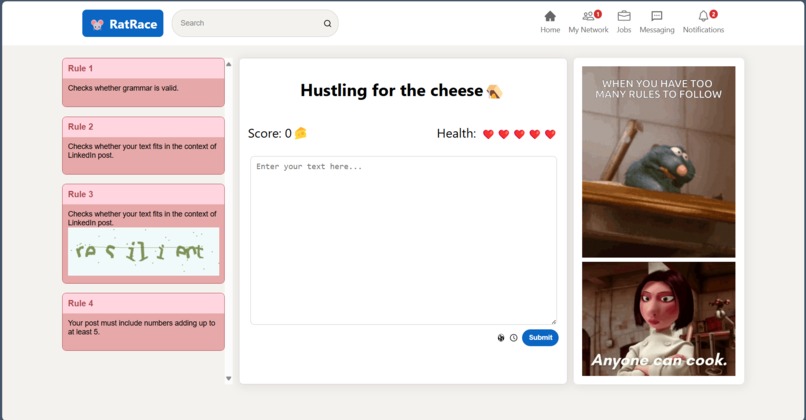 RatRace
Search
1
2
Home
My Network
Jobs
Messaging
Notifications
Rule 1
Checks whether grammar is valid.
Rule 2
Checks whether your text fits in the context of
LinkedIn post.
Rule 3
Checks whether your text fits in the context of
LinkedIn post.
resilient
Rule 4
Your post must include numbers adding up to
at least 5.
Hustling for the cheese
Score: 0
Health:
Enter your text here...
Submit
WHEN YOU HAVE TOO
MANY RULES TO FOLLOW
Anyone can cook.